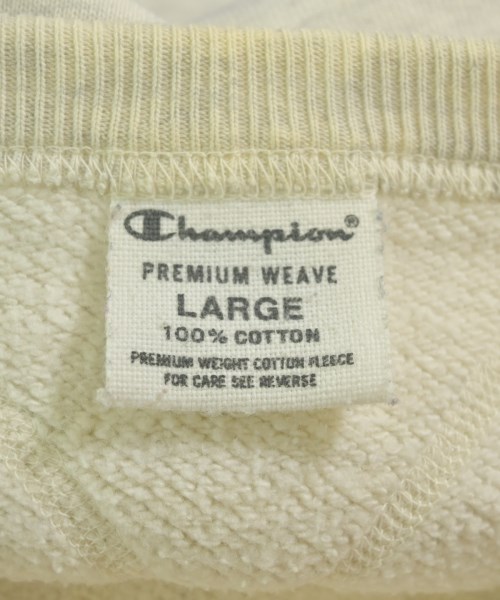 Champion®
PREMIUM WEAVE
LARGE
100% COTTON
PREMIUM WEIGHT COTTON FLEECE
FOR CARE SEE REVERSE